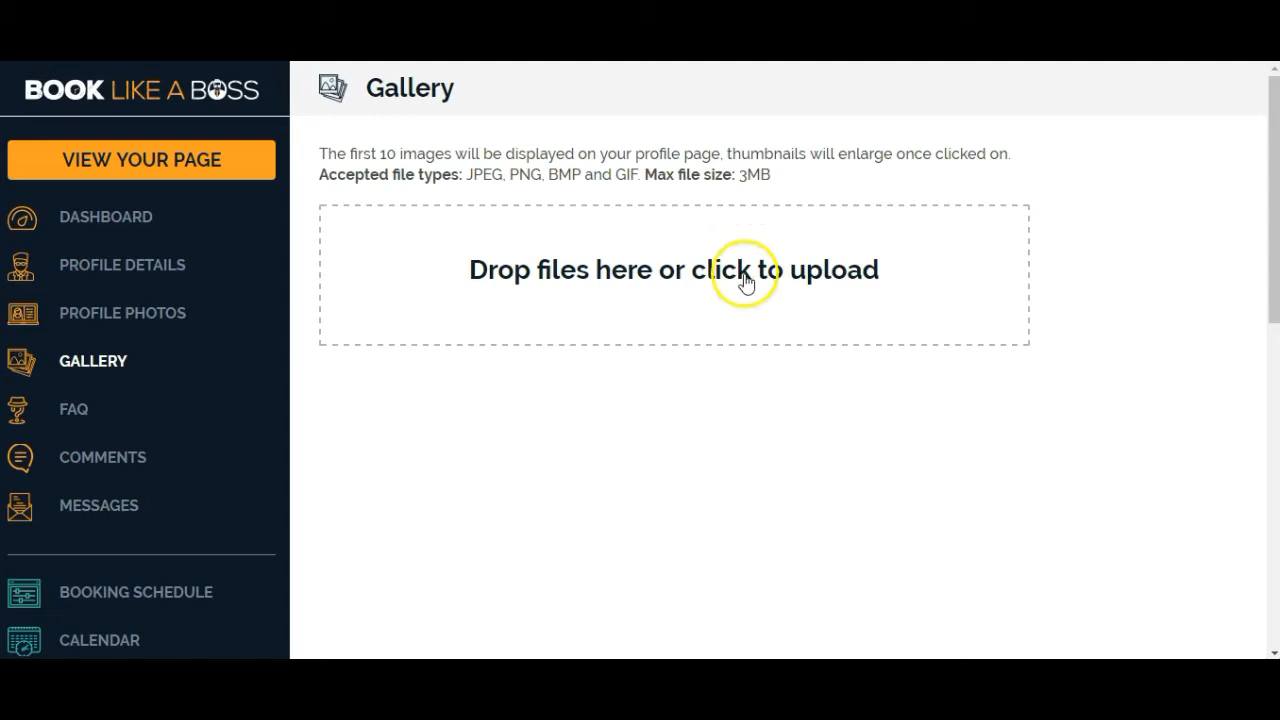 BOOK LIKE A BOSS
VIEW YOUR PAGE
DASHBOARD
PROFILE DETAILS
PROFILE PHOTOS
GALLERY
FAQ
COMMENTS
MESSAGES
BOOKING SCHEDULE
CALENDAR
Gallery
The first 10 images will be displayed on your profile page, thumbnails will enlarge once clicked on.
Accepted file types: JPEG, PNG, BMP and GIF. Max file size: 3MB
Drop files here or click to upload